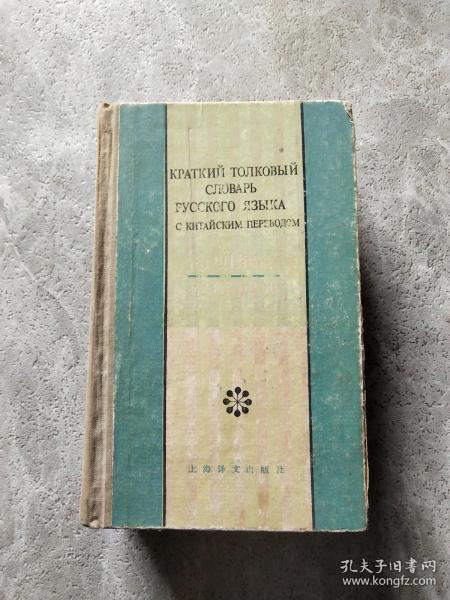 КРАТКИЙ ТОЛКОВЫЙ
СЛОВАРЬ
РУССКОГО ЯЗЫКА
С КИТАЙСКИМ ПЕРЕВОДОМ
上海译文出版社
孔夫子旧书网
www.kongfz.com